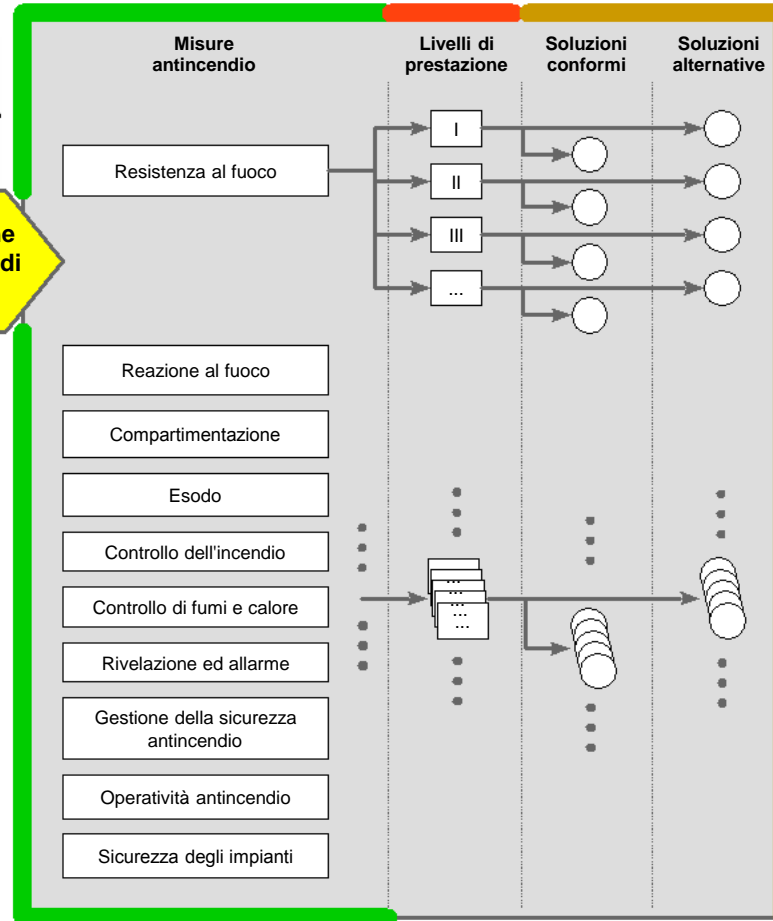 Misure
antincendio
Livelli di
prestazione
Soluzioni
conformi
Soluzioni
alternative
Resistenza al fuoco
I
II
III
...
di
Reazione al fuoco
Compartimentazione
Esodo
Controllo dell'incendio
Controllo di fumi e calore
Rivelazione ed allarme
Gestione della sicurezza
antincendio
Operatività antincendio
Sicurezza degli impianti
...
...
...
...
...